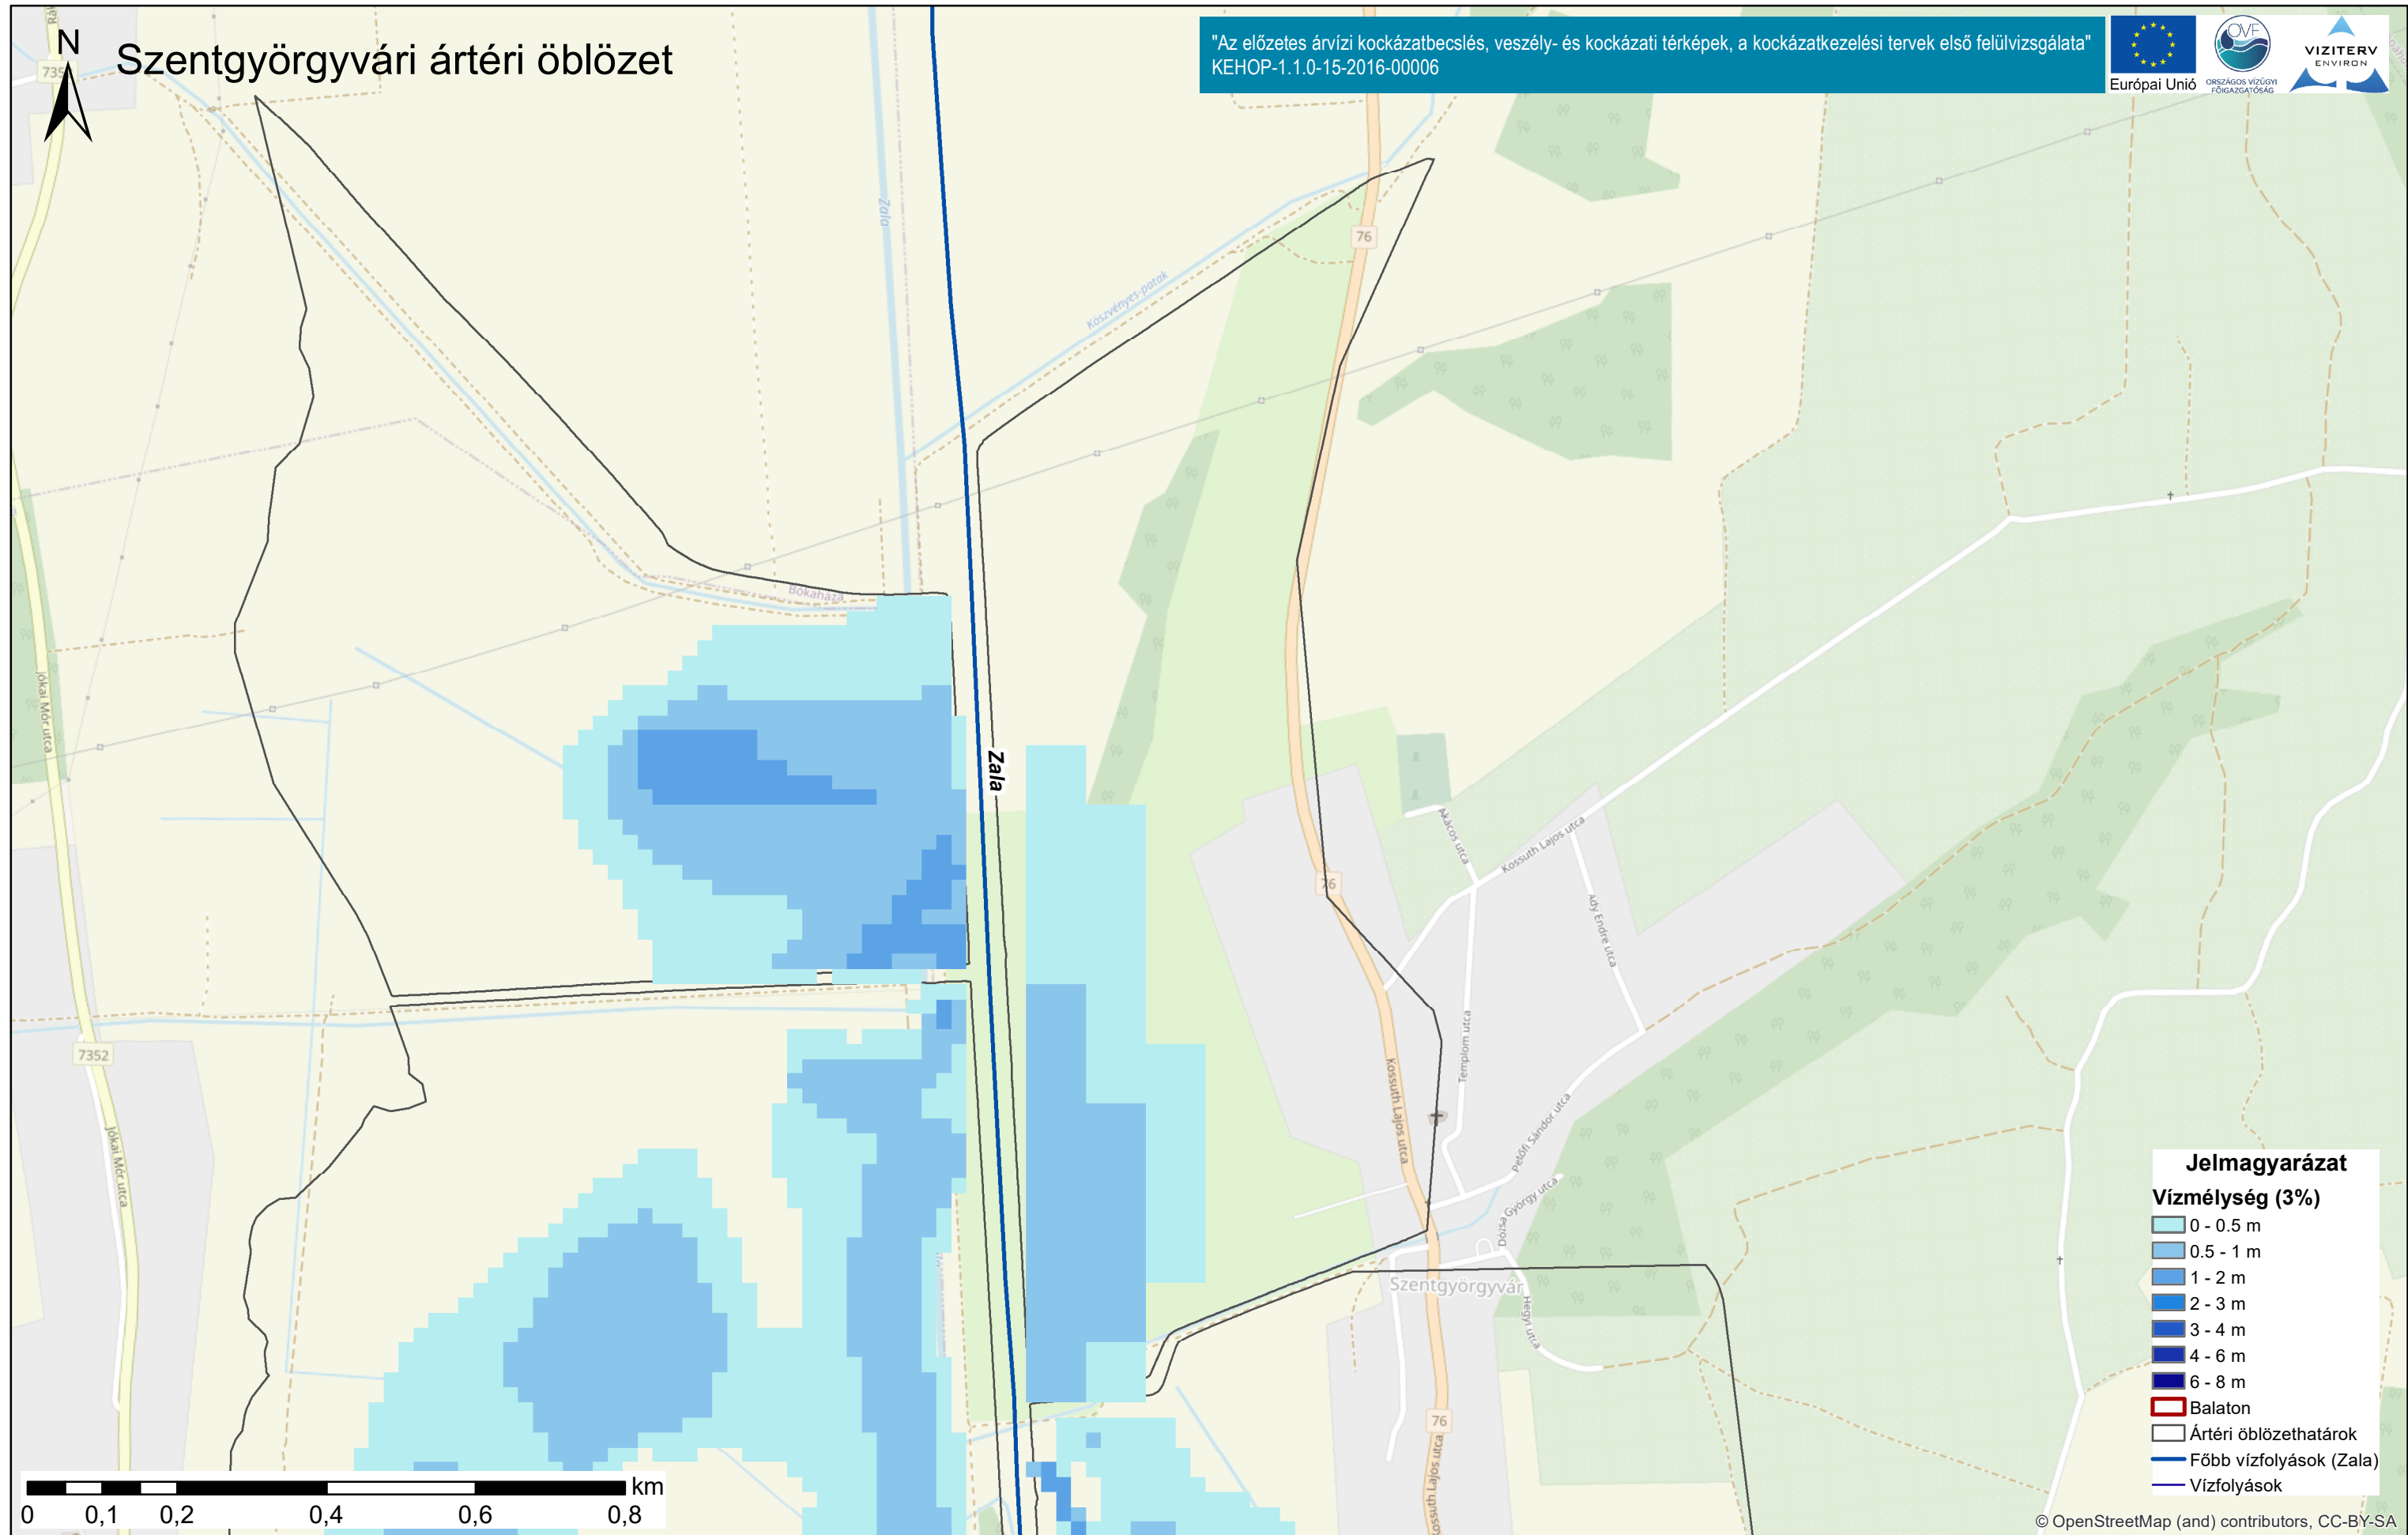 N
Szentgyörgyvári ártéri öblözet
"Az előzetes árvízi kockázatbecslés, veszély- és kockázati térképek, a kockázatkezelési tervek első felülvizsgálata"
KEHOP-1.1.0-15-2016-00006
Európai Unió
OVF
ORSZÁGOS VÍZÜGYI
FŐIGAZGATÓSÁG
VIZITERV
ENVIRON
Zala
76
Köszvényes-patak
Bókaháza
Jókai Mór utca
Zala
Akácos utca
Kossuth Lajos utca
76
Ady Endre utca
7352
Templom utca
Kossuth Lajos utca
Petőfi Sándor utca
Jókai Mór utca
Dózsa György utca
Szentgyörgyvár
Hegyi utca
76
Kossuth Lajos utca
Jelmagyarázat
Vízmélység (3%)
0 - 0.5 m
0.5 - 1 m
1 - 2 m
2 - 3 m
3 - 4 m
4 - 6 m
6 - 8 m
Balaton
Ártéri öblözethatárok
Főbb vízfolyások (Zala)
Vízfolyások
km
0 0,1 0,2 0,4 0,6 0,8
© OpenStreetMap (and) contributors, CC-BY-SA